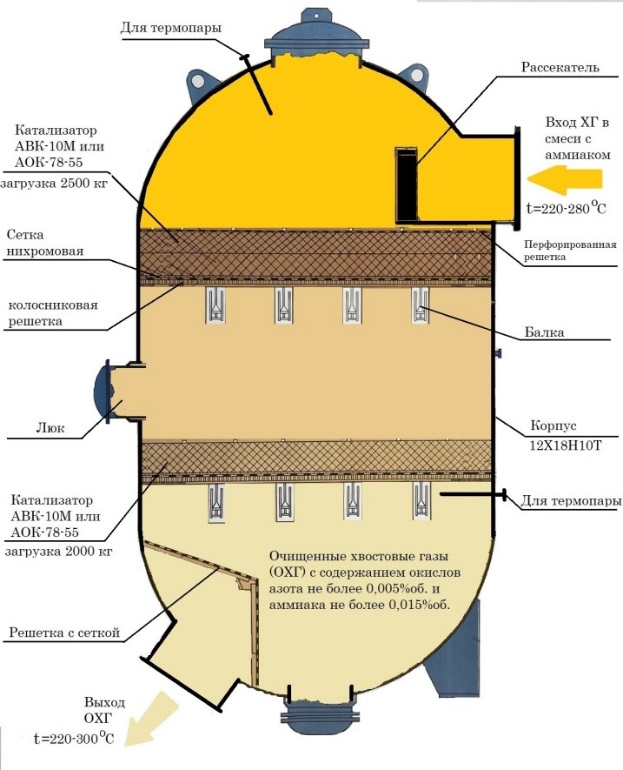 Для термопары
Рассекатель
Вход ХГ в
смеси с
аммиаком
t=220-280°C
Катализатор
АВК-10М или
АОК-78-55
загрузка 2500 кг
Сетка
нихромовая
Перфорированная
решетка
колосниковая
решетка
Балка
Люк
Корпус
12Х18Н10Т
Катализатор
АВК-10М или
АОК-78-55
загрузка 2000 кг
Для термопары
Очищенные хвостовые газы
(ОХГ) с содержанием окислов
азота не более 0,005%об. и
аммиака не более 0,015%об.
Решетка с сеткой
Выход
ОХГ
t=220-300°C